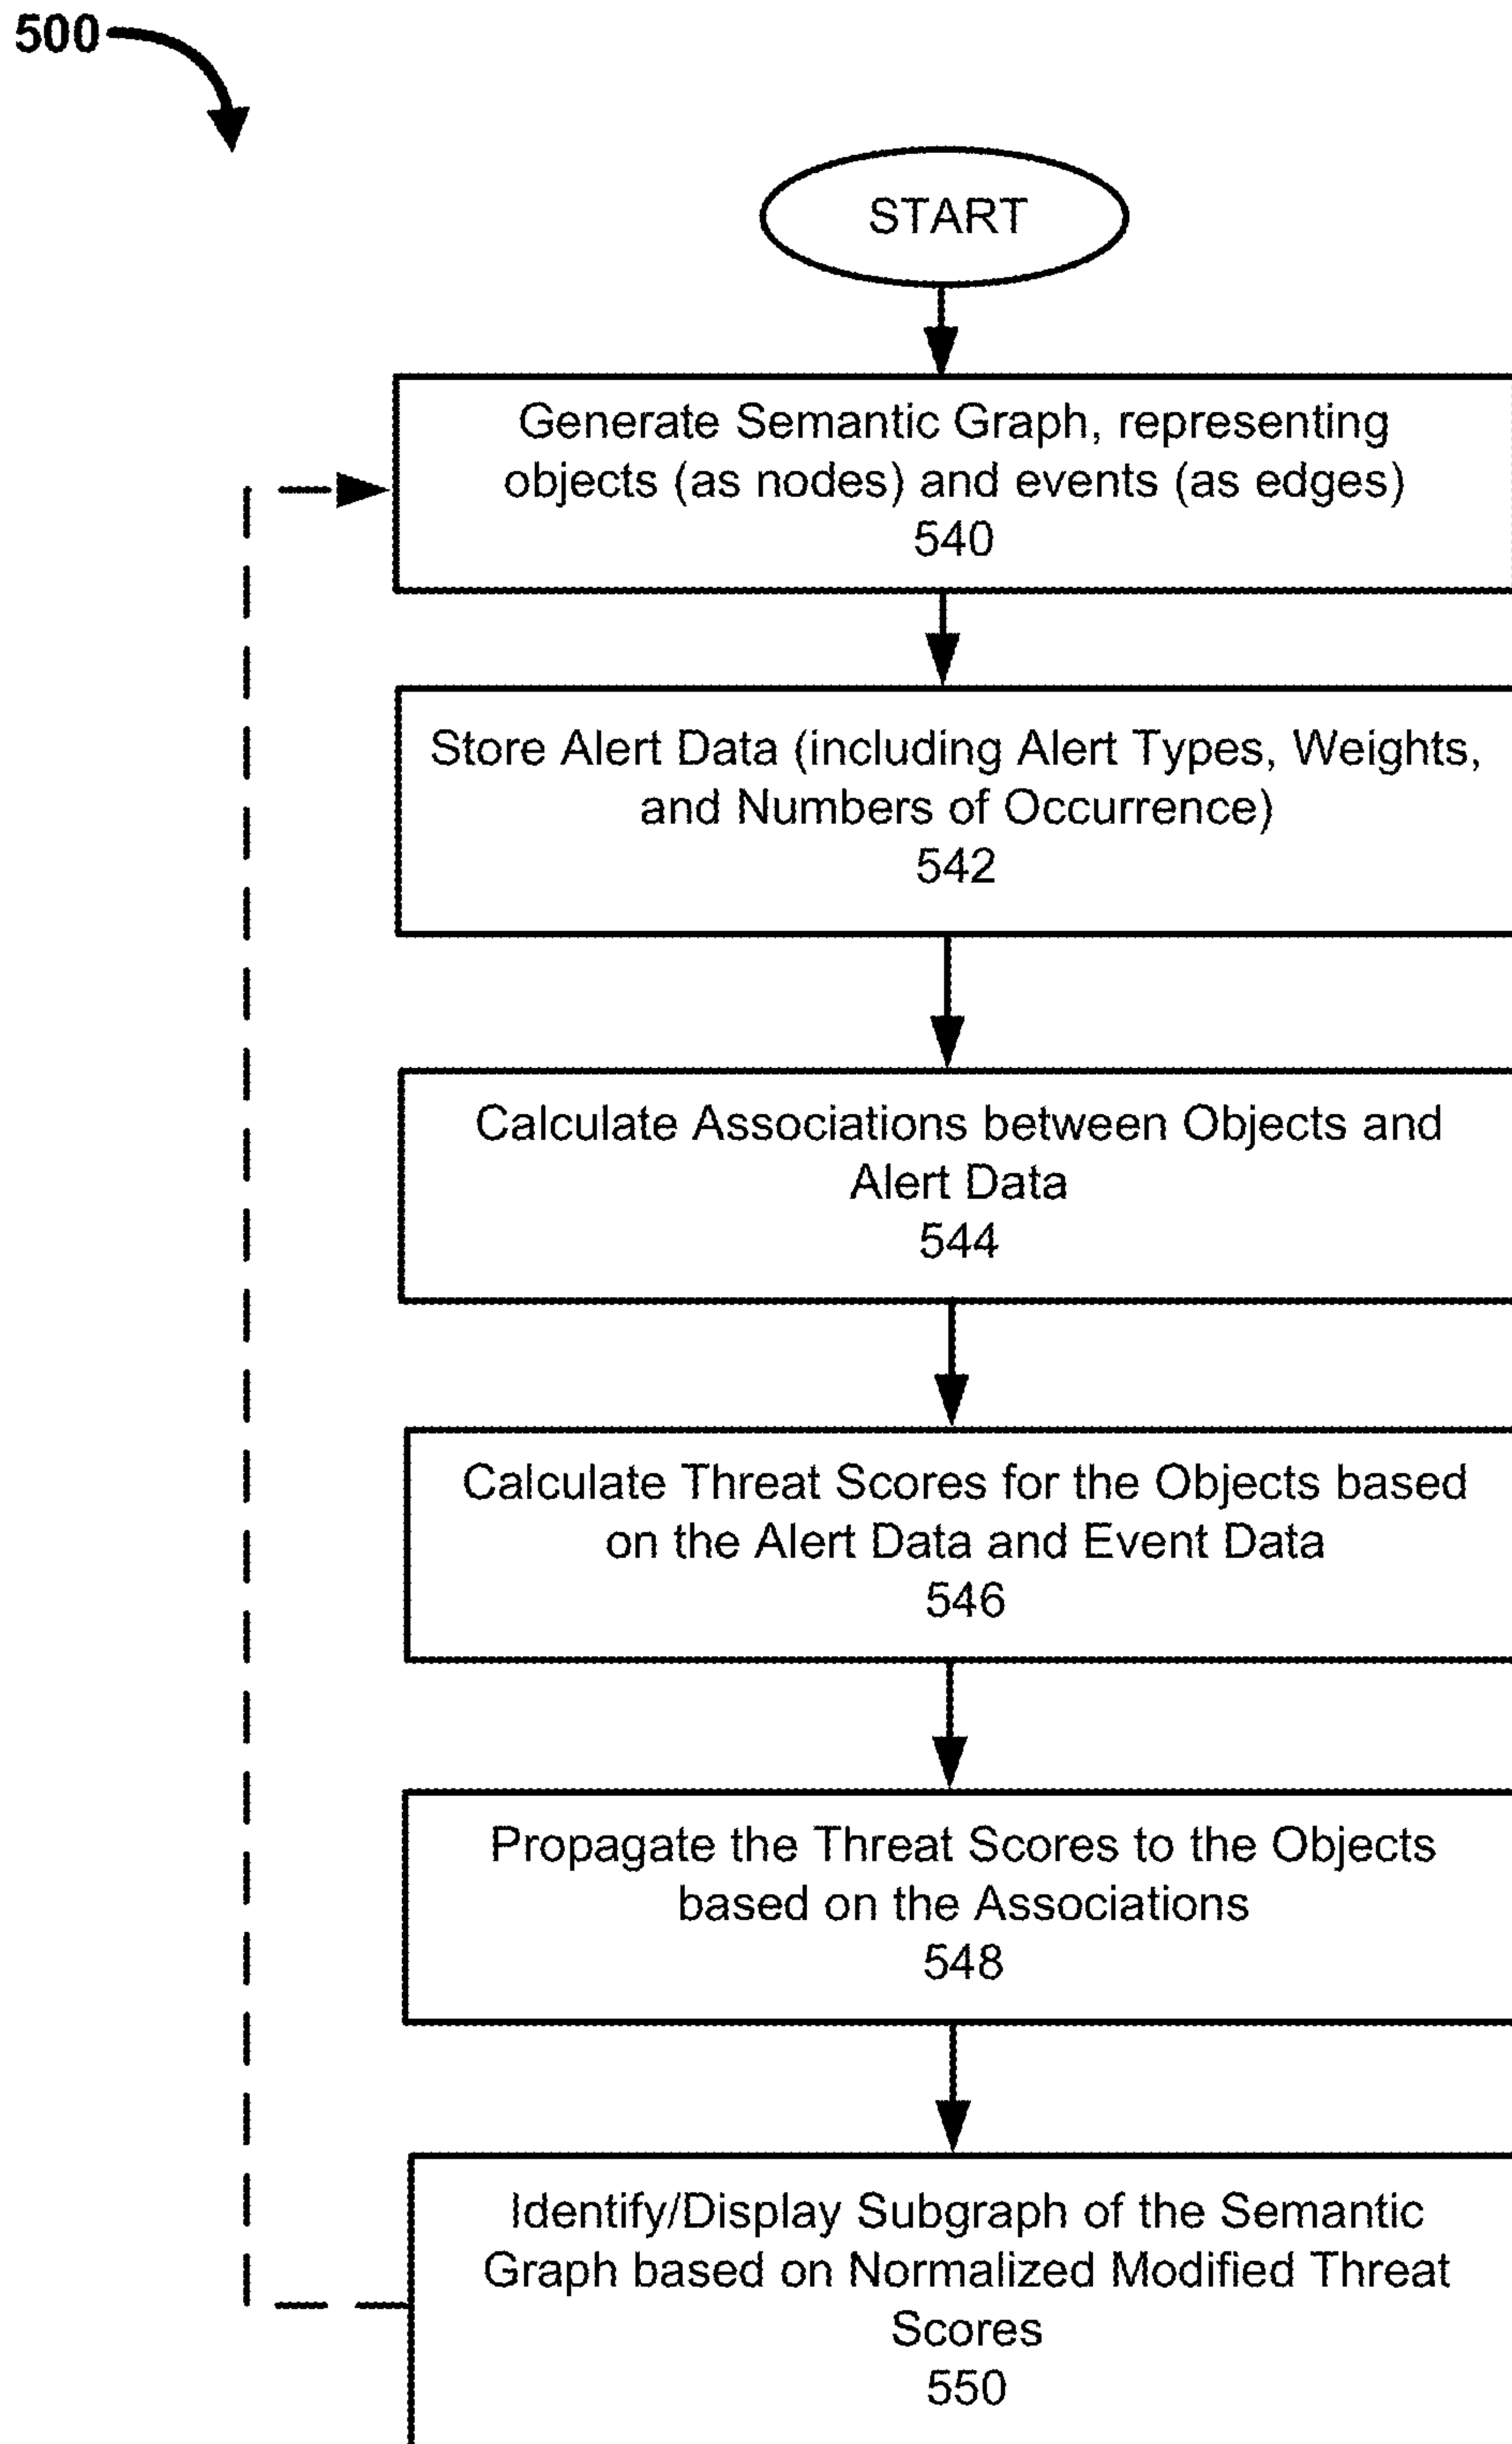 500
START
Generate Semantic Graph, representing
objects (as nodes) and events (as edges)
540
Store Alert Data (including Alert Types, Weights,
and Numbers of Occurrence)
542
Calculate Associations between Objects and
Alert Data
544
Calculate Threat Scores for the Objects based
on the Alert Data and Event Data
546
Propagate the Threat Scores to the Objects
based on the Associations
548
Identify/Display Subgraph of the Semantic
Graph based on Normalized Modified Threat
Scores
550